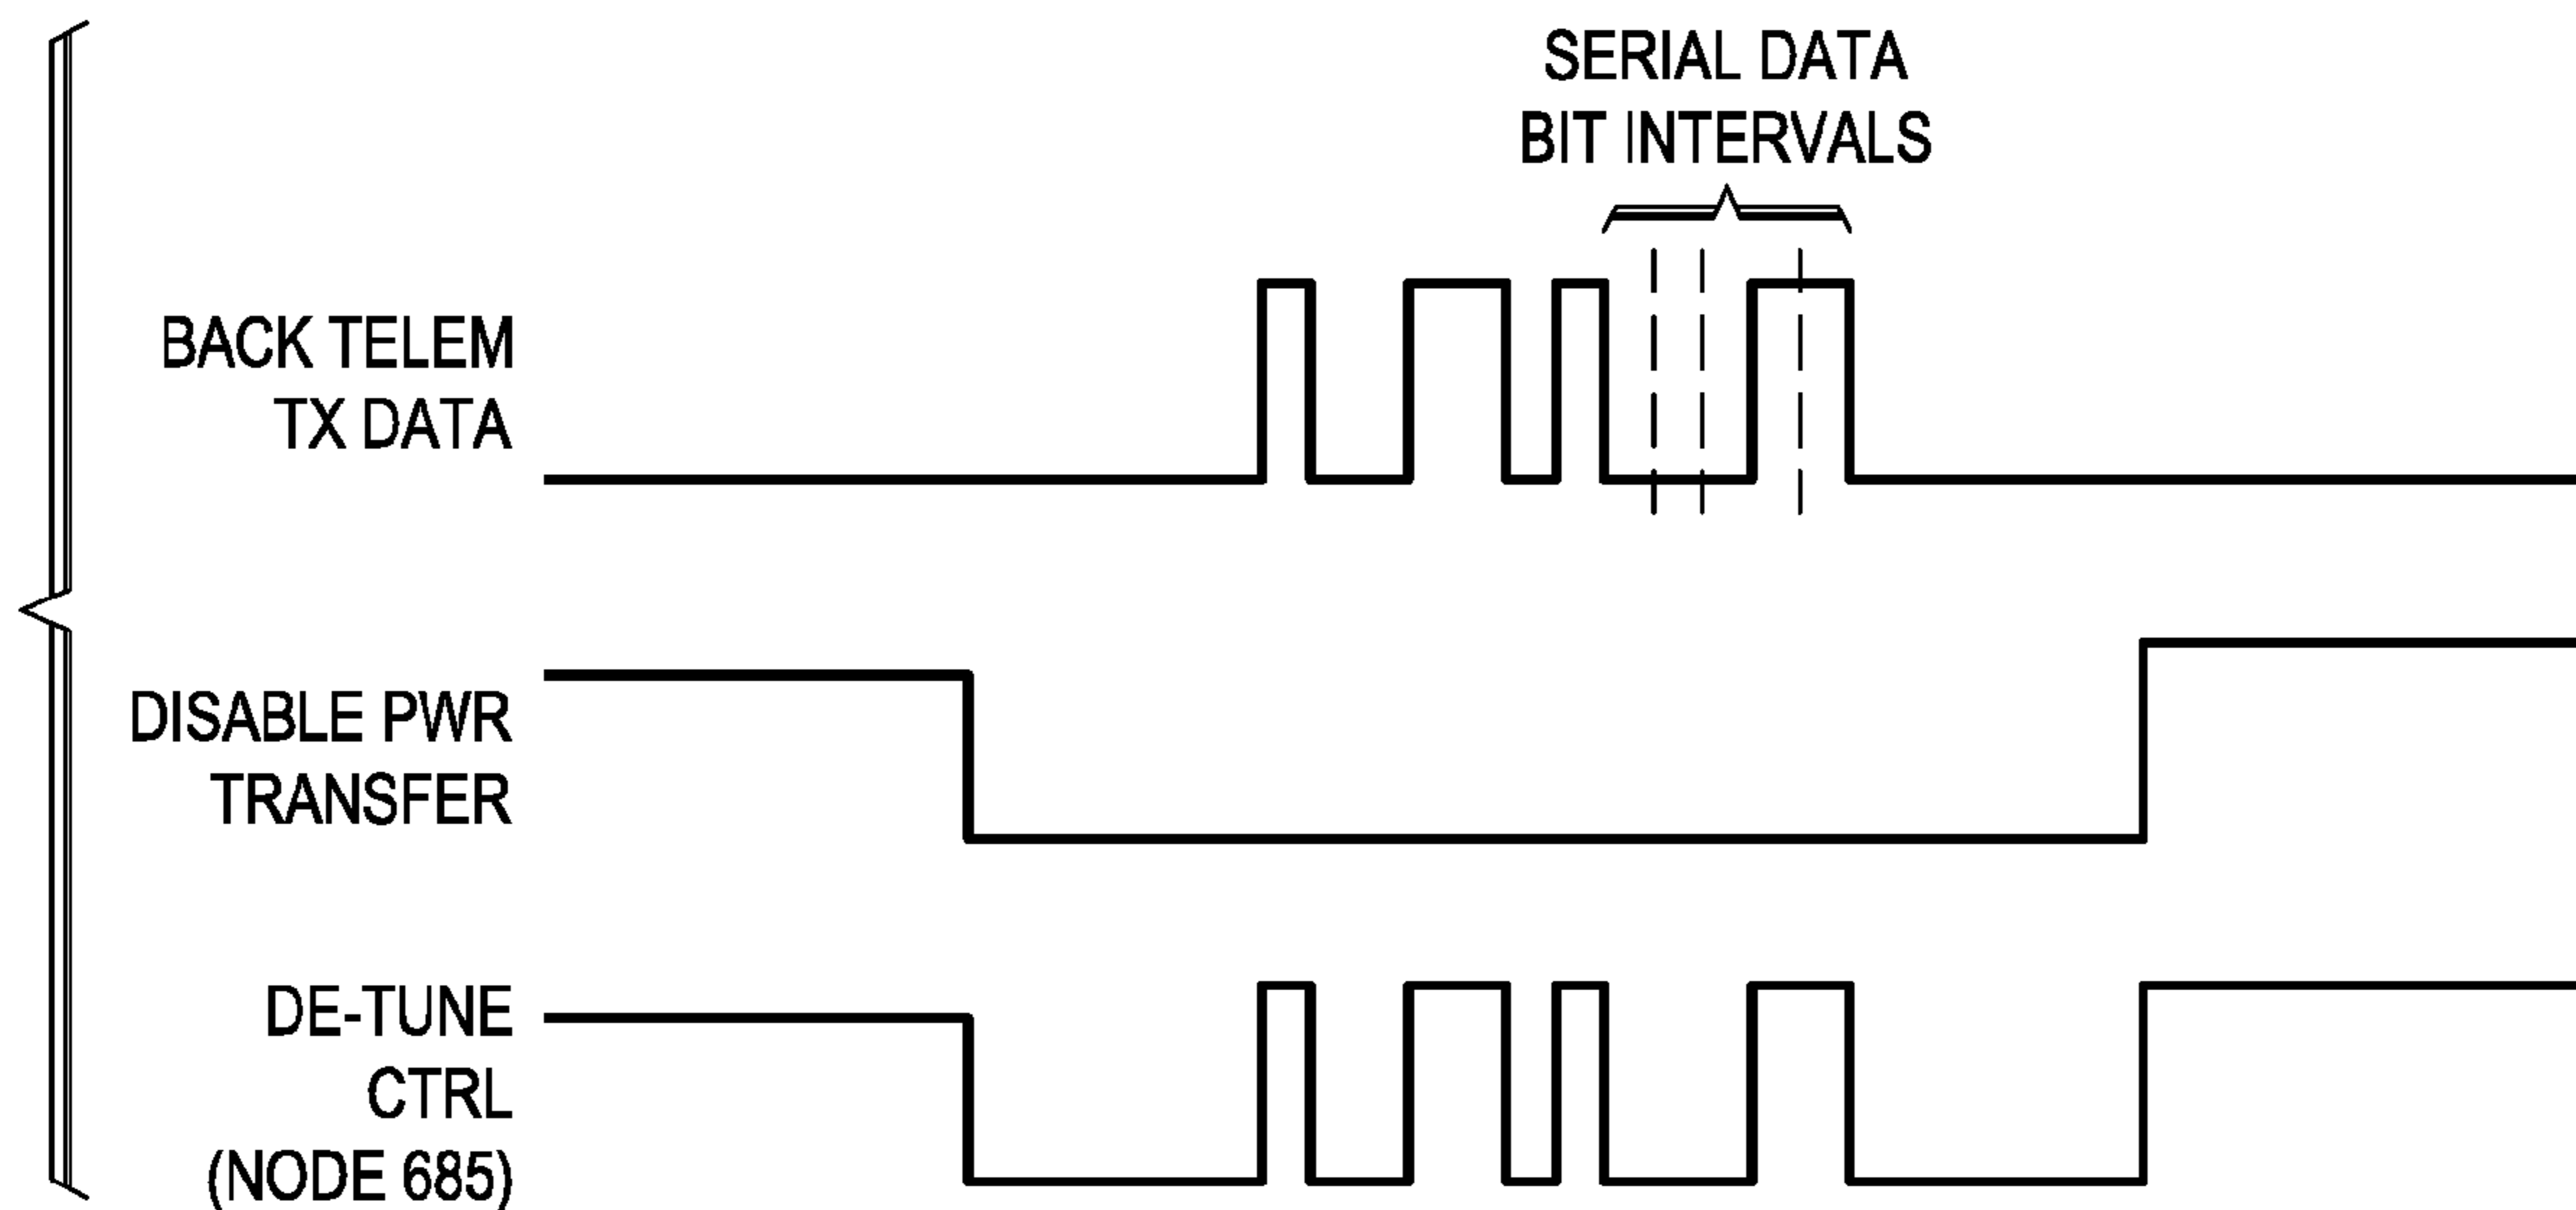 SERIAL DATA
BIT INTERVALS
BACK TELEM
TX DATA
DISABLE PWR
TRANSFER
DE-TUNE
CTRL
(NODE 685)